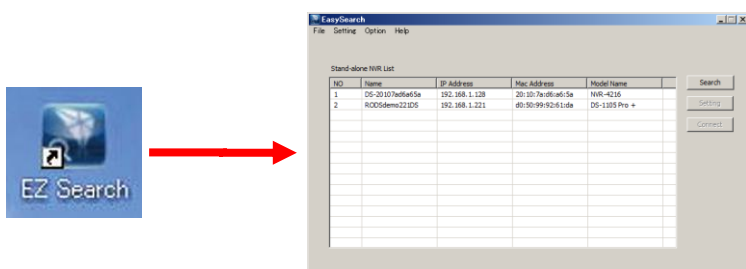 EZ Search
EasySearch
File Setting Option Help
Stand-alone NVR List
NO Name IP Address Mac Address Model Name
1 DS-20107ad6a65a 192.168.1.128 20:10:7a:d6:a6:5a NVR-4216
2 RODSdemo221DS 192.168.1.221 d0:50:99:92:61:da DS-1105 Pro +
Search
Setting
Connect